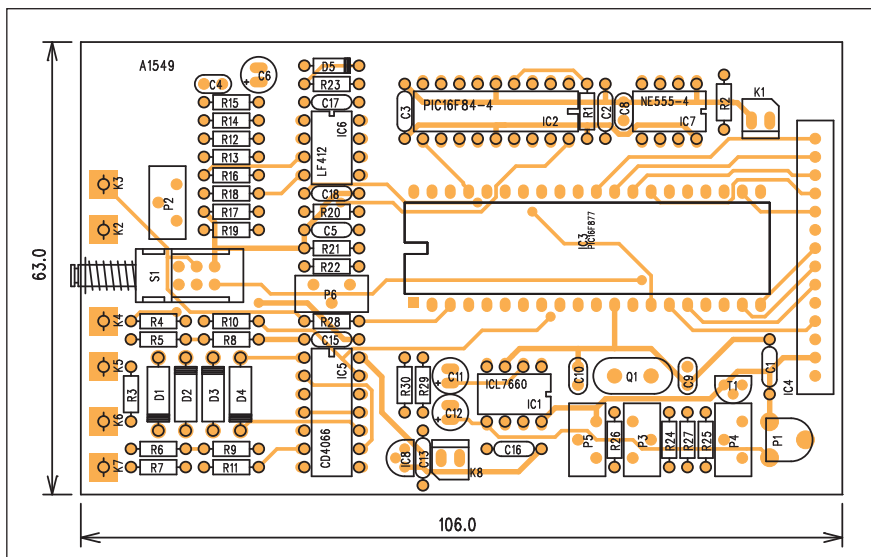 A1549
C4
C6
D5
R23
R15
C17
R14
R12
R13
R16
R18
R17
R19
IC6
LF412
C18
R20
C5
R21
R22
P6
R28
C15
IC5
CD4066
C3
PIC16F84-4
IC2
R1
C2
C8
NE555-4
IC7
R2
K1
K3
K2
P2
S1
IC3
PIC16F877
63.0
K4
R4
R10
R5
R8
K5
R3
D1
D2
D3
D4
K6
R6
R9
K7
R7
R11
R30
R29
C11
C12
ICL7660
IC1
C10
Q1
C9
T1
C1
IC4
IC8
C13
K8
C16
P5
R26
P3
R24
R27
R25
P4
P1
106.0